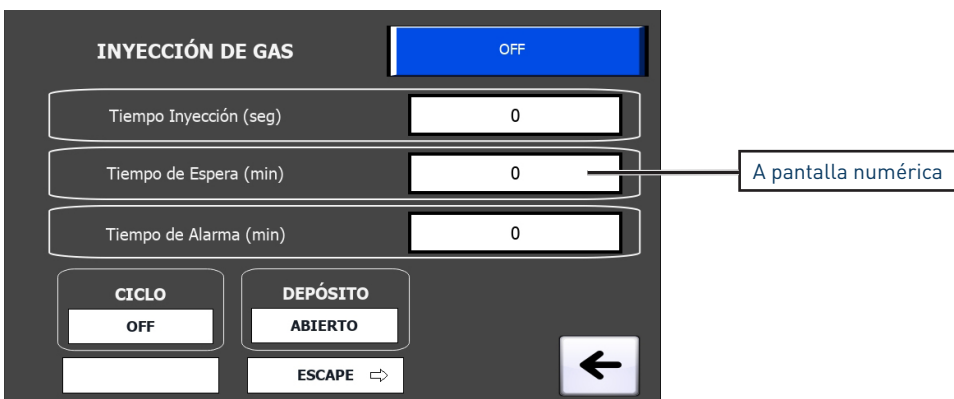 INYECCIÓN DE GAS
OFF
Tiempo Inyección (seg)
0
Tiempo de Espera (min)
0
A pantalla numérica
Tiempo de Alarma (min)
0
CICLO
OFF
DEPÓSITO
ABIERTO
ESCAPE ⇨